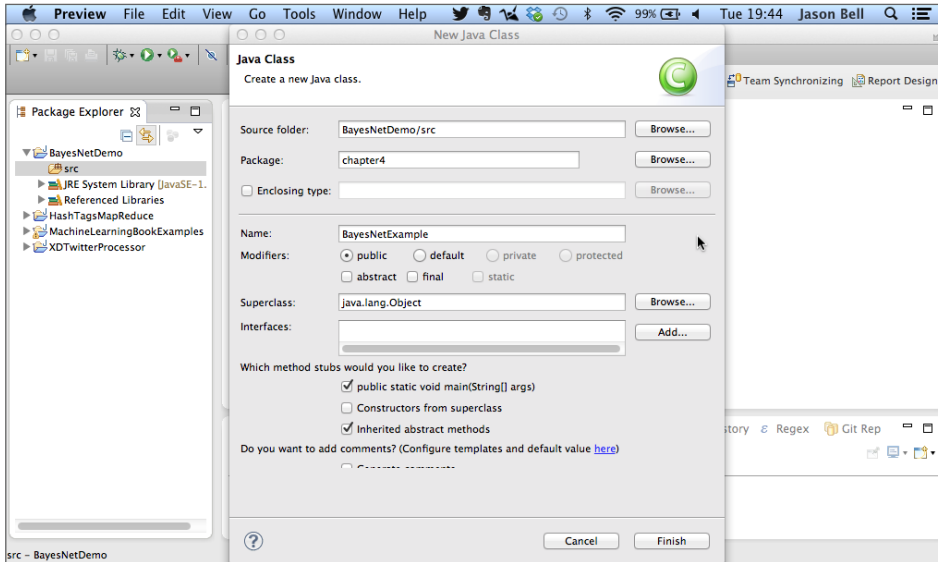 Preview File Edit View Go Tools Window Help 99% Tue 19:44 Jason Bell
New Java Class
Java Class
Create a new Java class.
Team Synchronizing Report Design
Package Explorer
BayesNetDemo
src
JRE System Library [JavaSE-1.
Referenced Libraries
HashTagsMapReduce
MachineLearningBookExamples
XDTwitterProcessor
Source folder: BayesNetDemo/src Browse...
Package: chapter4 Browse...
Enclosing type: Browse...
Name: BayesNetExample
Modifiers: public default private protected
abstract final static
Superclass: java.lang.Object Browse...
Interfaces: Add...
Which method stubs would you like to create?
public static void main(String[] args)
Constructors from superclass
Inherited abstract methods
Do you want to add comments? (Configure templates and default value here)
Generate comments
story Regex Git Rep
Cancel Finish
src - BayesNetDemo